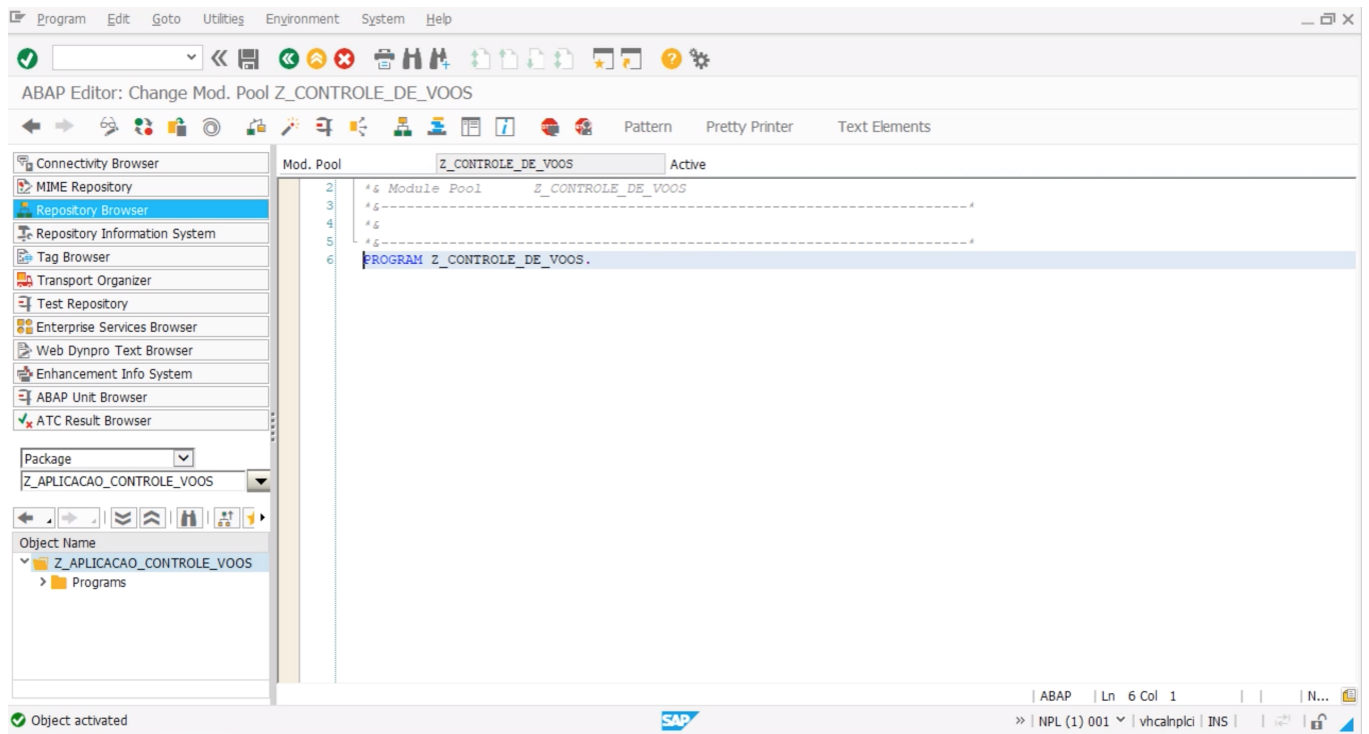 Program Edit Goto Utilities Environment System Help
ABAP Editor: Change Mod. Pool Z_CONTROLE_DE_VOOS
Pattern Pretty Printer Text Elements
Connectivity Browser
MIME Repository
Repository Browser
Repository Information System
Tag Browser
Transport Organizer
Test Repository
Enterprise Services Browser
Web Dynpro Text Browser
Enhancement Info System
ABAP Unit Browser
ATC Result Browser
Package
Z_APLICACAO_CONTROLE_VOOS
Object Name
Z_APLICACAO_CONTROLE_VOOS
Programs
Mod. Pool Z_CONTROLE_DE_VOOS Active
2 *& Module Pool Z_CONTROLE_DE_VOOS
3 *&---------------------------------------------------------------------*
4 *&
5 *&---------------------------------------------------------------------*
6 PROGRAM Z_CONTROLE_DE_VOOS.
| ABAP | Ln 6 Col 1 | | | N...
Object activated
SAP
» | NPL (1) 001 | vhcalnplci | INS |